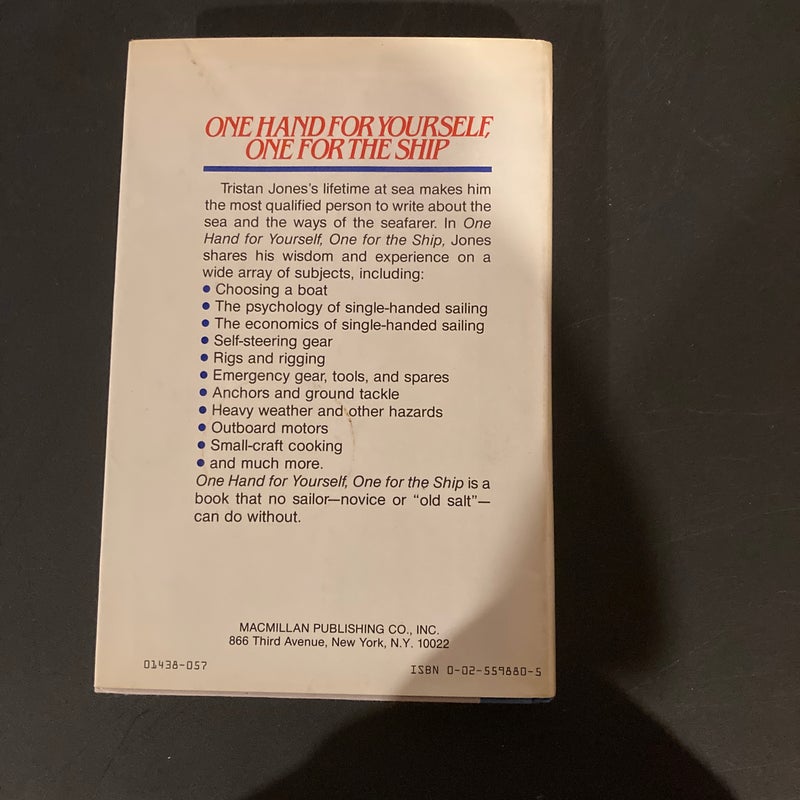 ONE HAND FOR YOURSELF,
ONE FOR THE SHIP
Tristan Jones's lifetime at sea makes him
the most qualified person to write about the
sea and the ways of the seafarer. In One
Hand for Yourself, One for the Ship, Jones
shares his wisdom and experience on a
wide array of subjects, including:
• Choosing a boat
• The psychology of single-handed sailing
• The economics of single-handed sailing
• Self-steering gear
• Rigs and rigging
• Emergency gear, tools, and spares
• Anchors and ground tackle
• Heavy weather and other hazards
• Outboard motors
• Small-craft cooking
• and much more.
One Hand for Yourself, One for the Ship is a
book that no sailor—novice or “old salt”—
can do without.
MACMILLAN PUBLISHING CO., INC.
866 Third Avenue, New York, N.Y. 10022
01438-057
ISBN 0-02-559880-5